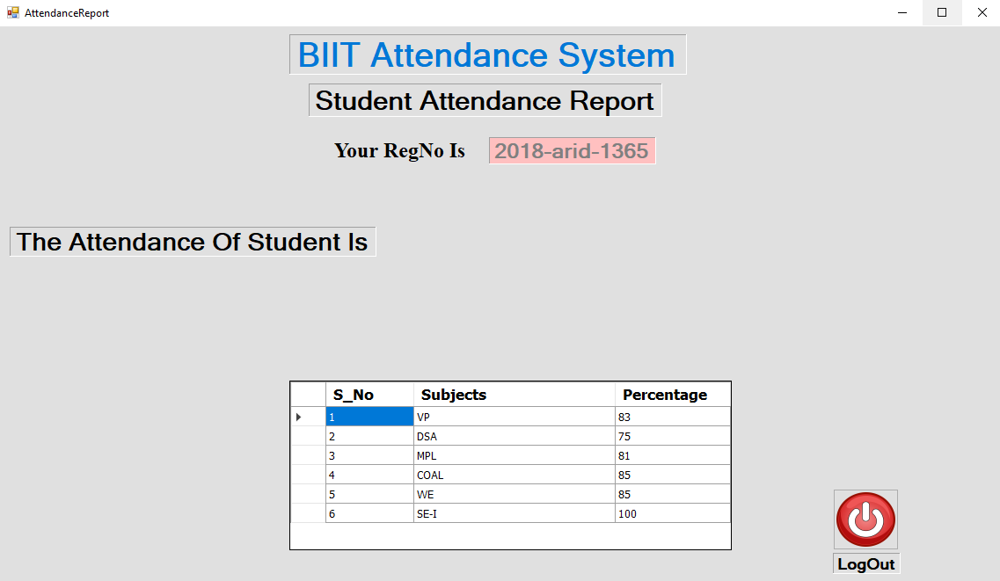 AttendanceReport
BIIT Attendance System
Student Attendance Report
Your RegNo Is 2018-arid-1365
The Attendance Of Student Is
S_No Subjects Percentage
1 VP 83
2 DSA 75
3 MPL 81
4 COAL 85
5 WE 85
6 SE-I 100
LogOut